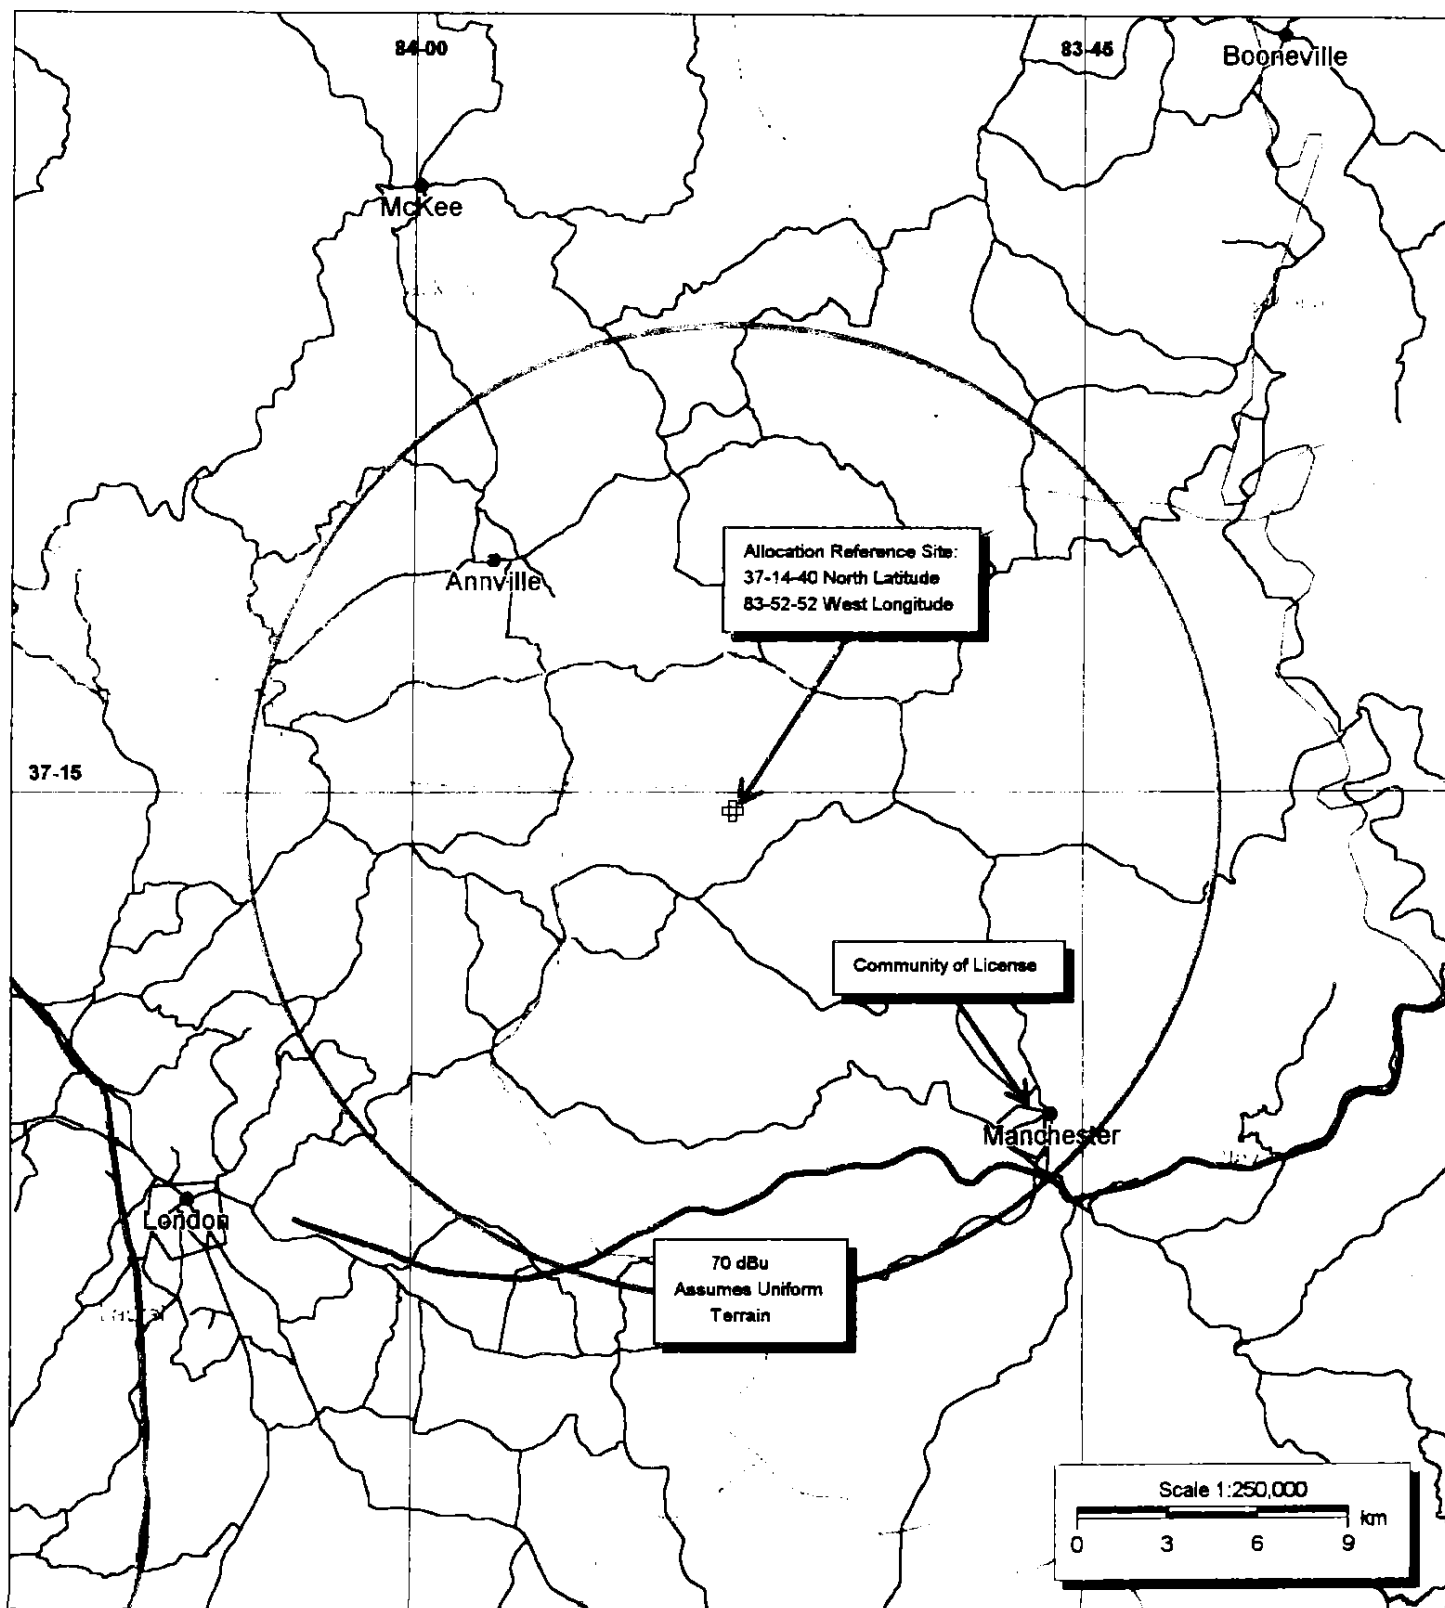 84-00
83-45
Booneville
McKee
Allocation Reference Site:
37-14-40 North Latitude
83-52-52 West Longitude
Annville
37-15
Community of License
Manchester
London
70 dBu
Assumes Uniform
Terrain
Scale 1:250,000
km
0 3 6 9